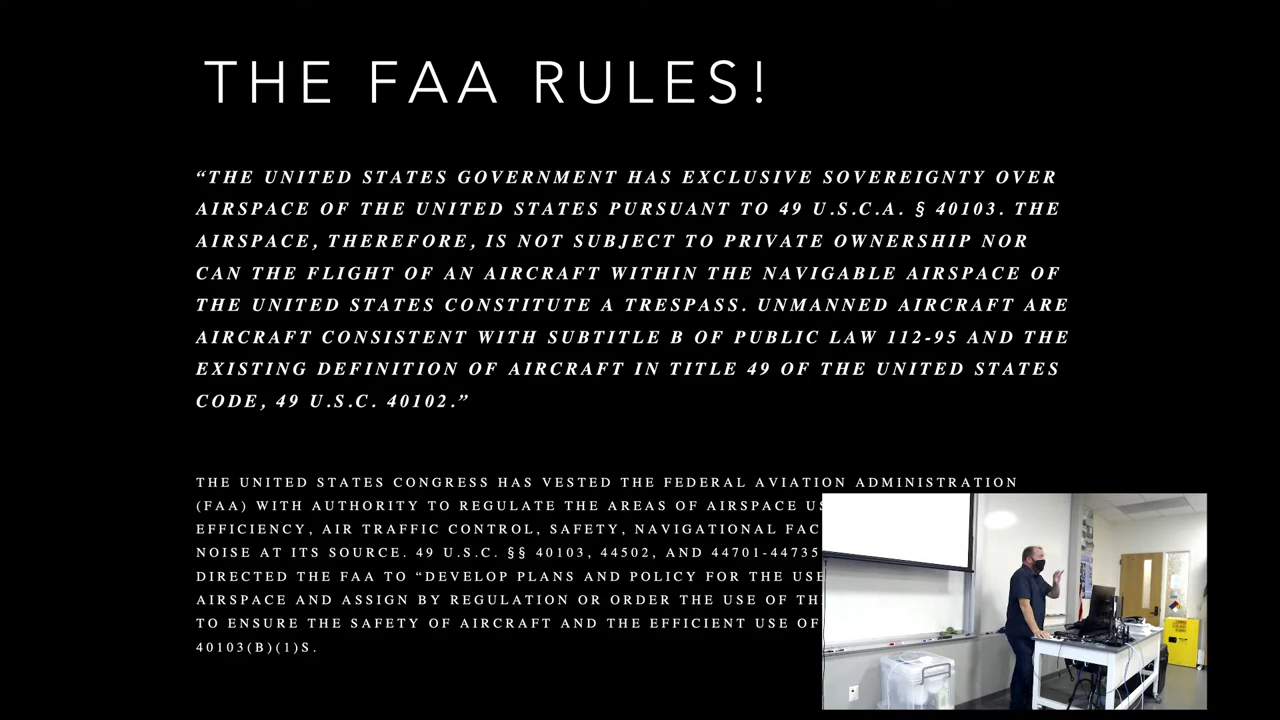 THE FAA RULES!
“THE UNITED STATES GOVERNMENT HAS EXCLUSIVE SOVEREIGNTY OVER
AIRSPACE OF THE UNITED STATES PURSUANT TO 49 U.S.C.A. § 40103. THE
AIRSPACE, THEREFORE, IS NOT SUBJECT TO PRIVATE OWNERSHIP NOR
CAN THE FLIGHT OF AN AIRCRAFT WITHIN THE NAVIGABLE AIRSPACE OF
THE UNITED STATES CONSTITUTE A TRESPASS. UNMANNED AIRCRAFT ARE
AIRCRAFT CONSISTENT WITH SUBTITLE B OF PUBLIC LAW 112-95 AND THE
EXISTING DEFINITION OF AIRCRAFT IN TITLE 49 OF THE UNITED STATES
CODE, 49 U.S.C. 40102.”
THE UNITED STATES CONGRESS HAS VESTED THE FEDERAL AVIATION ADMINISTRATION
(FAA) WITH AUTHORITY TO REGULATE THE AREAS OF AIRSPACE
EFFICIENCY, AIR TRAFFIC CONTROL, SAFETY, NAVIGATIONAL
NOISE AT ITS SOURCE. 49 U.S.C. §§ 40103, 44502, AND 44701-44735
DIRECTED THE FAA TO “DEVELOP PLANS AND POLICY FOR THE
AIRSPACE AND ASSIGN BY REGULATION OR ORDER THE USE OF
TO ENSURE THE SAFETY OF AIRCRAFT AND THE EFFICIENT USE OF
40103(B)(1)S.